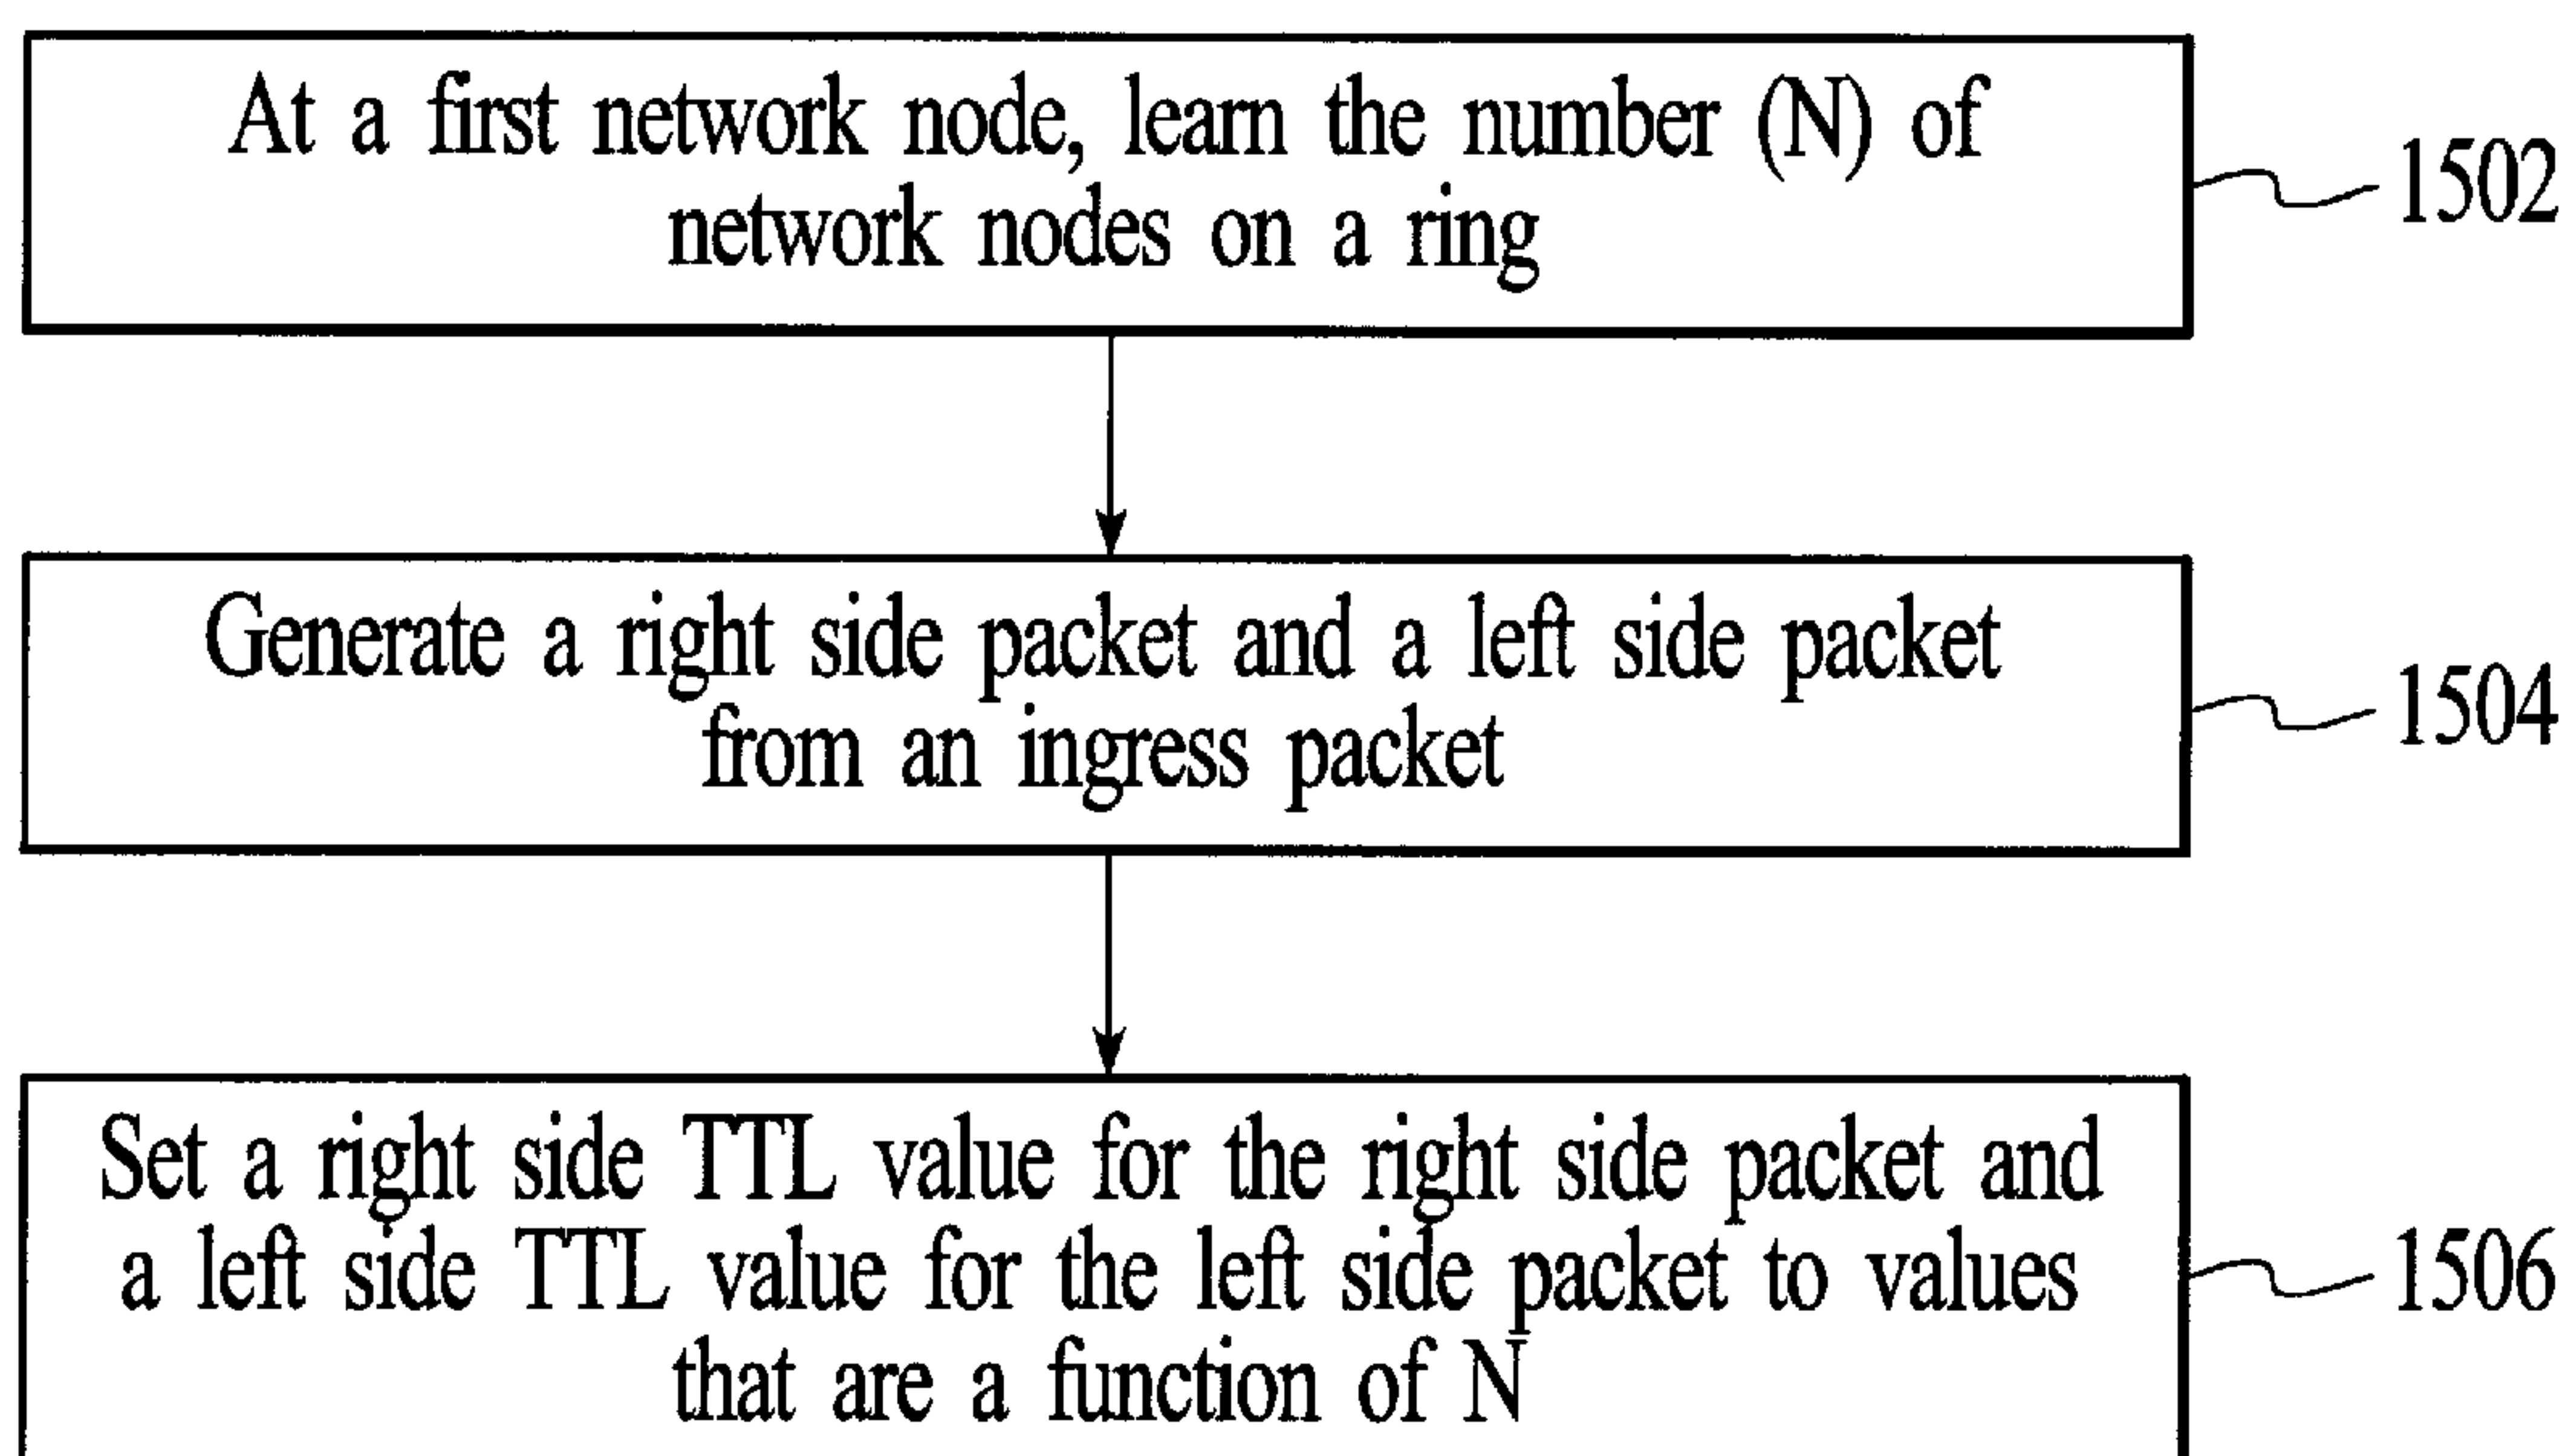 At a first network node, learn the number (N) of
network nodes on a ring
1502
Generate a right side packet and a left side packet
from an ingress packet
1504
Set a right side TTL value for the right side packet and
a left side TTL value for the left side packet to values
that are a function of N
1506